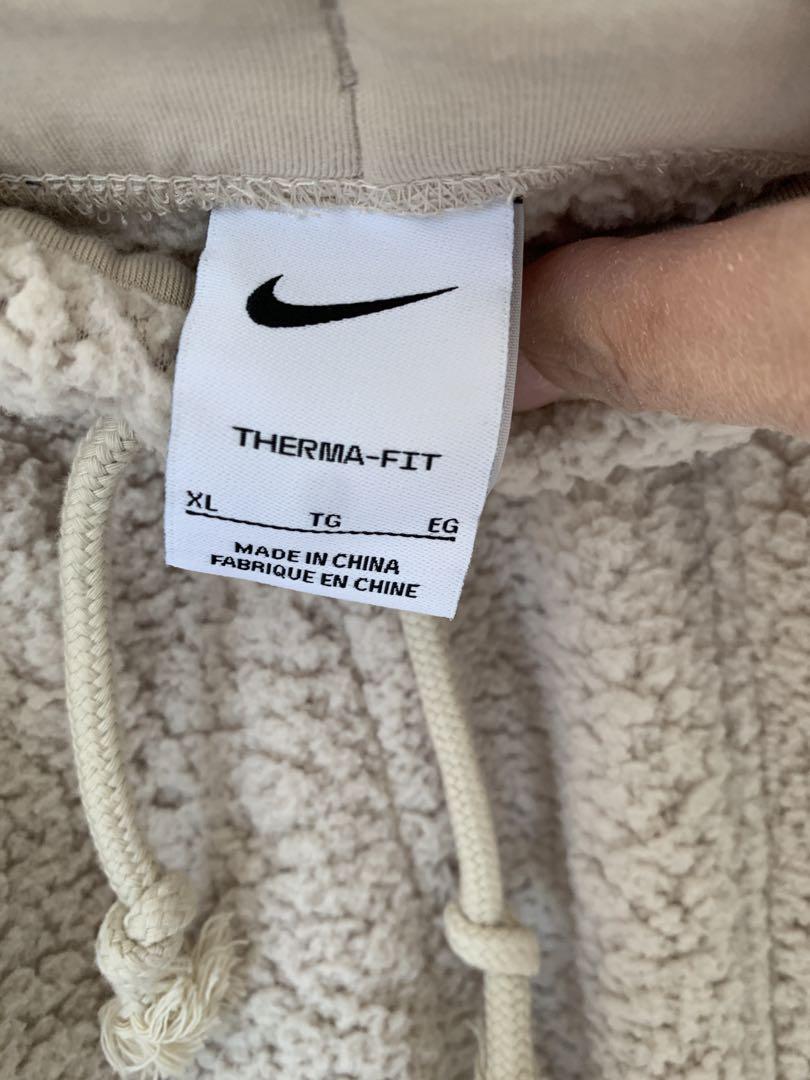 THERMA-FIT
XL TG EG
MADE IN CHINA
FABRIQUE EN CHINE